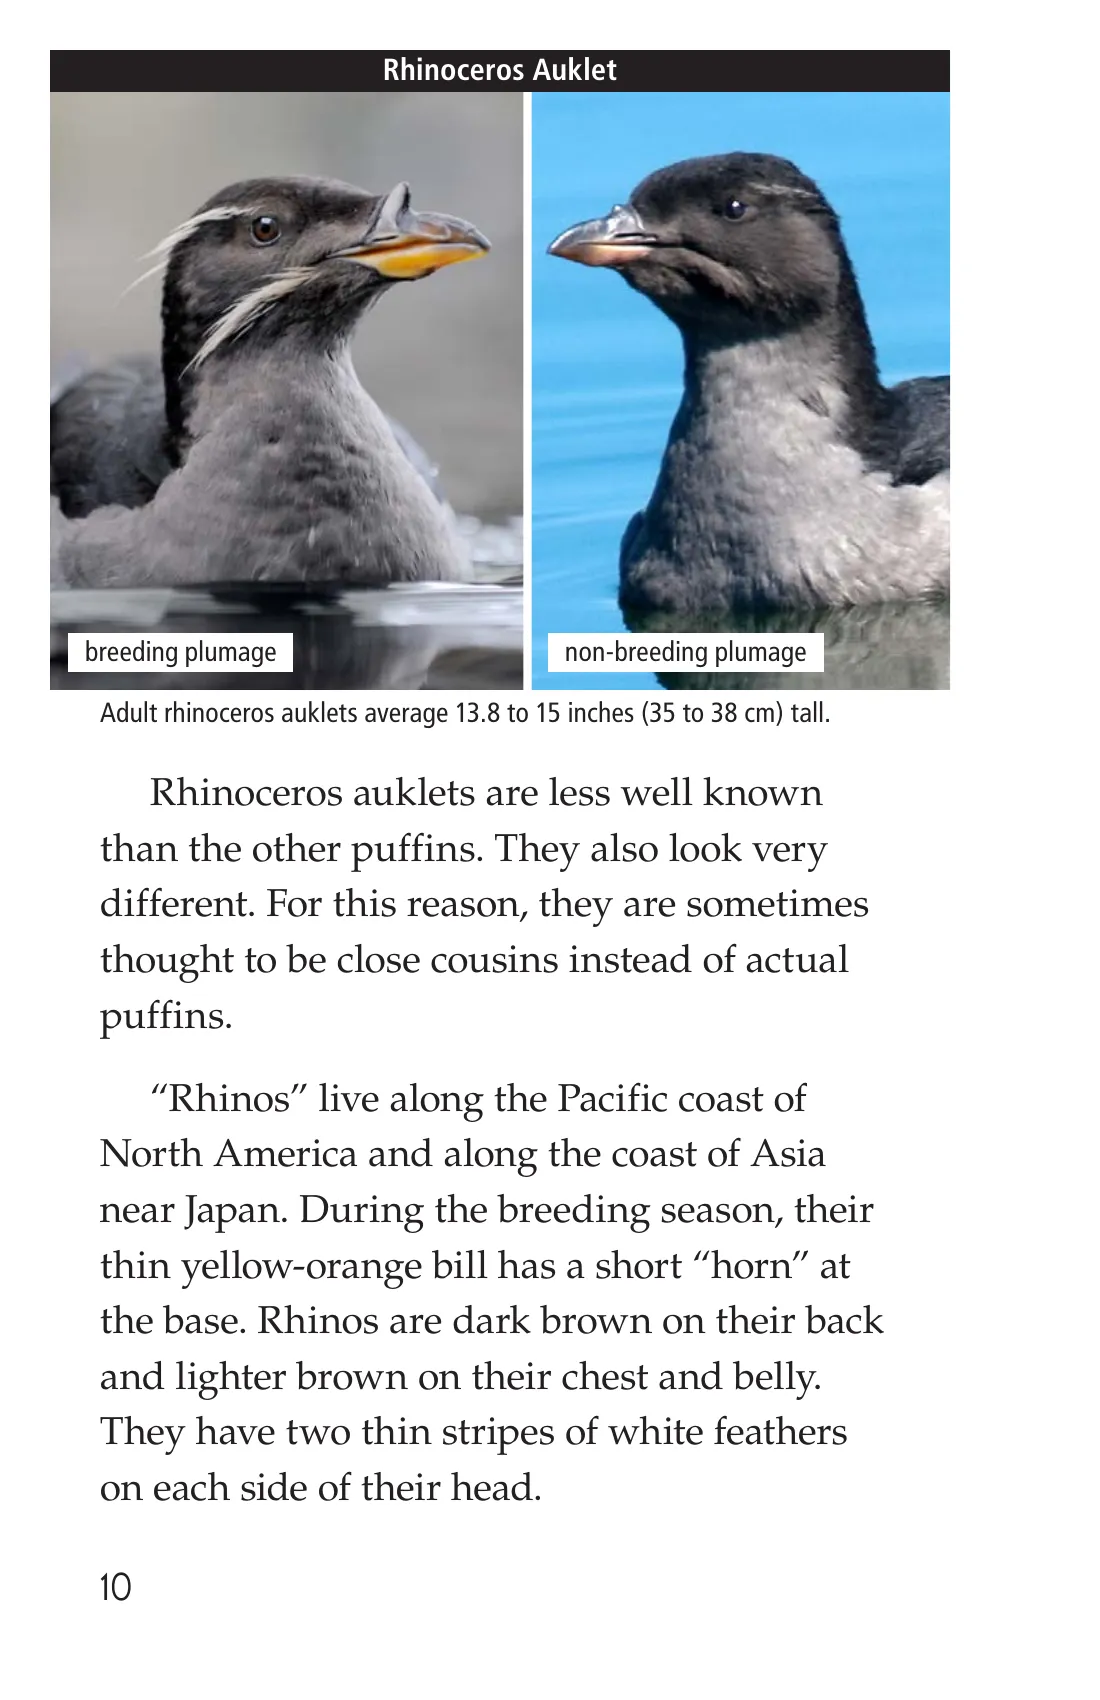 Rhinoceros Auklet
breeding plumage
non-breeding plumage
Adult rhinoceros auklets average 13.8 to 15 inches (35 to 38 cm) tall.
Rhinoceros auklets are less well known
than the other puffins. They also look very
different. For this reason, they are sometimes
thought to be close cousins instead of actual
puffins.
“Rhinos” live along the Pacific coast of
North America and along the coast of Asia
near Japan. During the breeding season, their
thin yellow-orange bill has a short “horn” at
the base. Rhinos are dark brown on their back
and lighter brown on their chest and belly.
They have two thin stripes of white feathers
on each side of their head.
10